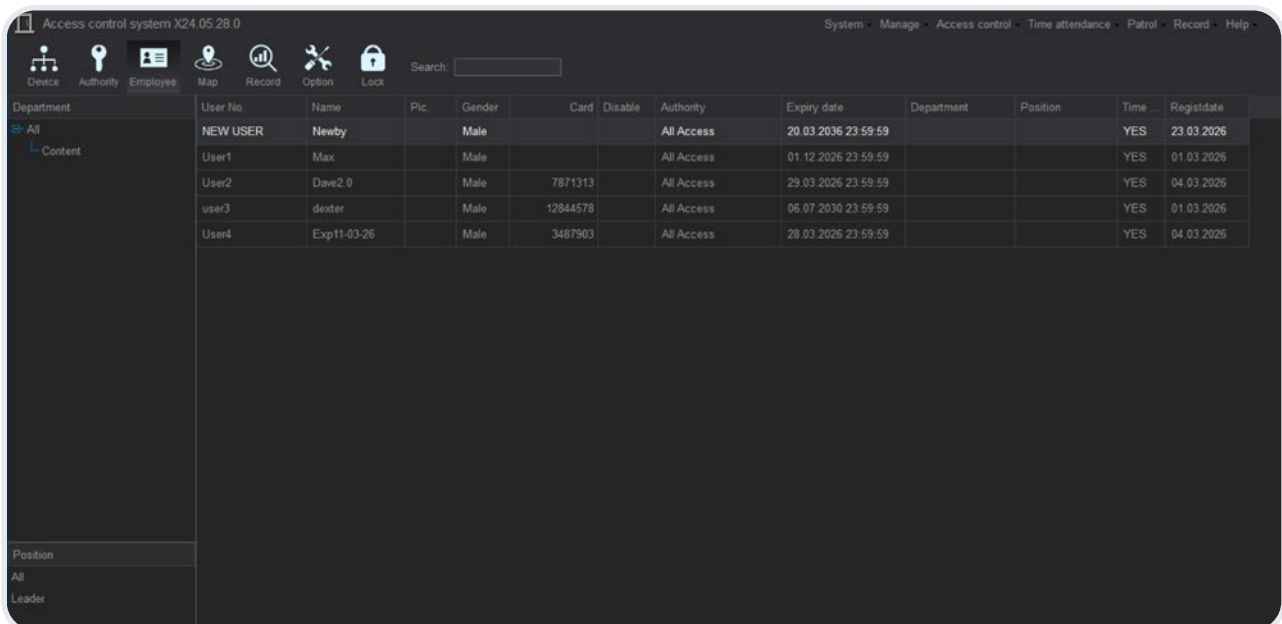 Access control system X24.05.28.0
System Manage Access control Time attendance Patrol Record Help
Device Authority Employee Map Record Option Lock Search:
Department User No. Name Pic. Gender Card Disable Authority Expiry date Department Position Time ... Registdate
All NEW USER Newby Male All Access 20.03.2036 23:59:59 YES 23.03.2026
Content User1 Max Male All Access 01.12.2026 23:59:59 YES 01.03.2026
User2 Dave2.0 Male 7871313 All Access 29.03.2026 23:59:59 YES 04.03.2026
user3 dexter Male 12844578 All Access 06.07.2030 23:59:59 YES 01.03.2026
User4 Exp11-03-26 Male 3487903 All Access 28.03.2026 23:59:59 YES 04.03.2026
Position
All
Leader